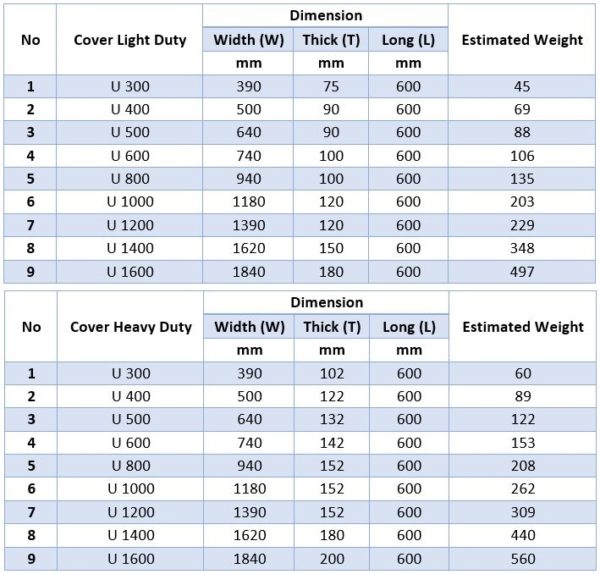 No Cover Light Duty Dimension Estimated Weight
Width (W) Thick (T) Long (L)
mm mm mm
1 U 300 390 75 600 45
2 U 400 500 90 600 69
3 U 500 640 90 600 88
4 U 600 740 100 600 106
5 U 800 940 100 600 135
6 U 1000 1180 120 600 203
7 U 1200 1390 120 600 229
8 U 1400 1620 150 600 348
9 U 1600 1840 180 600 497
No Cover Heavy Duty Dimension Estimated Weight
Width (W) Thick (T) Long (L)
mm mm mm
1 U 300 390 102 600 60
2 U 400 500 122 600 89
3 U 500 640 132 600 122
4 U 600 740 142 600 153
5 U 800 940 152 600 208
6 U 1000 1180 152 600 262
7 U 1200 1390 152 600 309
8 U 1400 1620 180 600 440
9 U 1600 1840 200 600 560